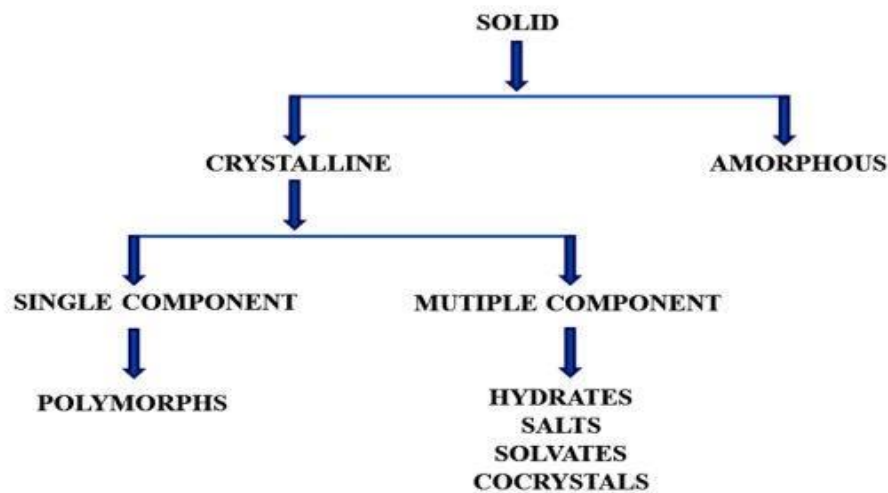 SOLID
CRYSTALLINE
AMORPHOUS
SINGLE COMPONENT
MUTIPLE COMPONENT
POLYMORPHS
HYDRATES
SALTS
SOLVATES
COCRYSTALS